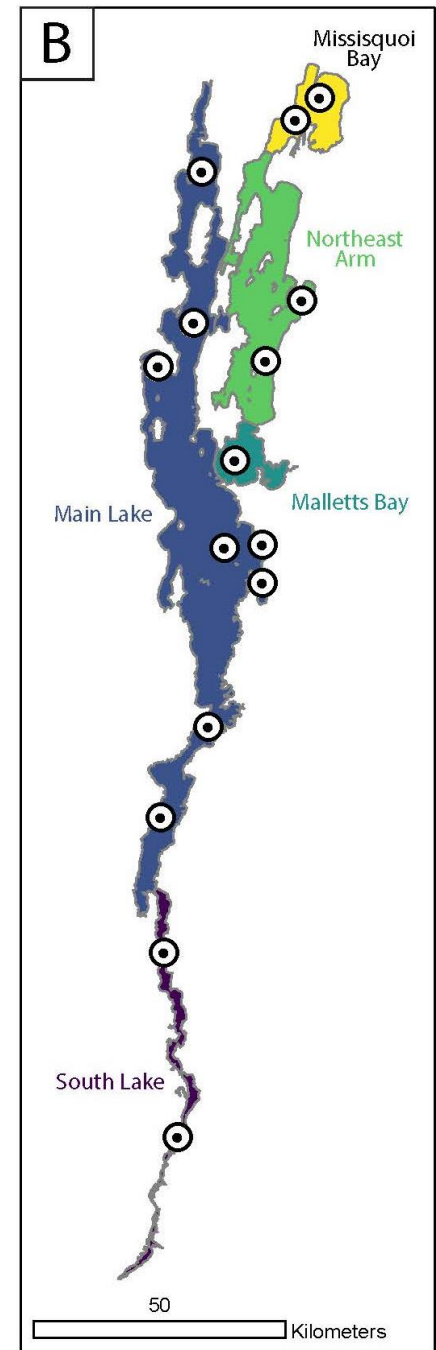 B
Missisquoi
Bay
Northeast
Arm
Malletts Bay
Main Lake
South Lake
50
Kilometers